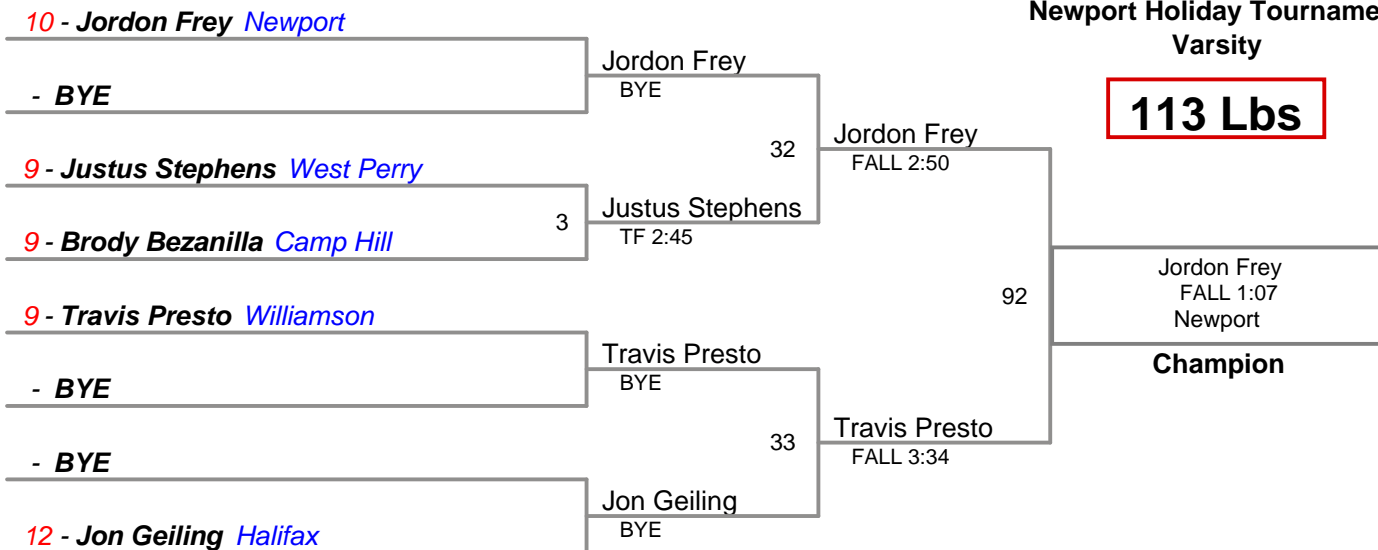 10 - Jordon Frey Newport
Newport Holiday Tourname
Varsity
Jordon Frey
BYE
- BYE
113 Lbs
32
Jordon Frey
FALL 2:50
9 - Justus Stephens West Perry
3
Justus Stephens
TF 2:45
9 - Brody Bezanilla Camp Hill
92
Jordon Frey
FALL 1:07
Newport
Champion
9 - Travis Presto Williamson
Travis Presto
BYE
- BYE
33
Travis Presto
FALL 3:34
- BYE
Jon Geiling
BYE
12 - Jon Geiling Halifax